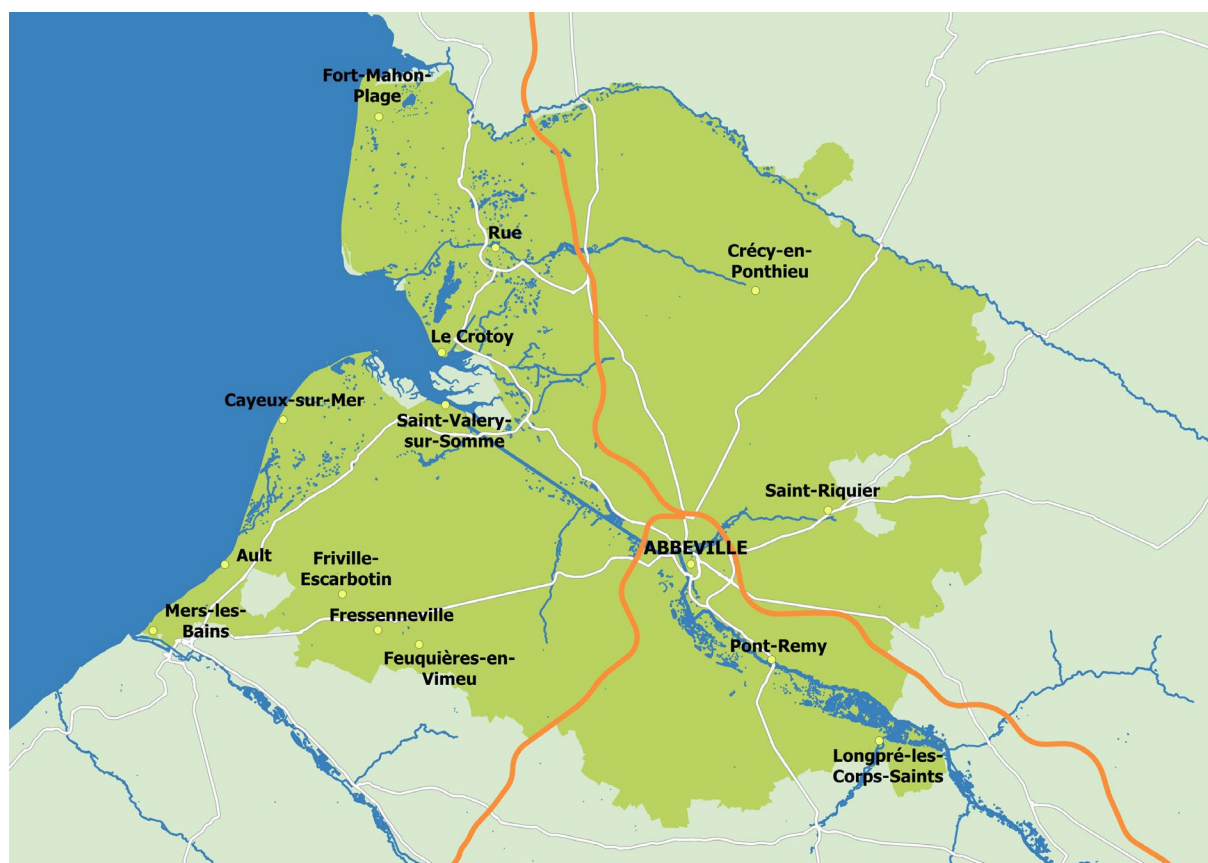 Fort-Mahon-
Plage
Rue
Crécy-en-
Ponthieu
Le Crotoy
Cayeux-sur-Mer
Saint-Valery-
sur-Somme
Saint-Riquier
ABBEVILLE
Ault
Friville-
Escarbotin
Mers-les-
Bains
Fressenneville
Feuquières-en-
Vimeu
Pont-Remy
Longpré-les-
Corps-Saints